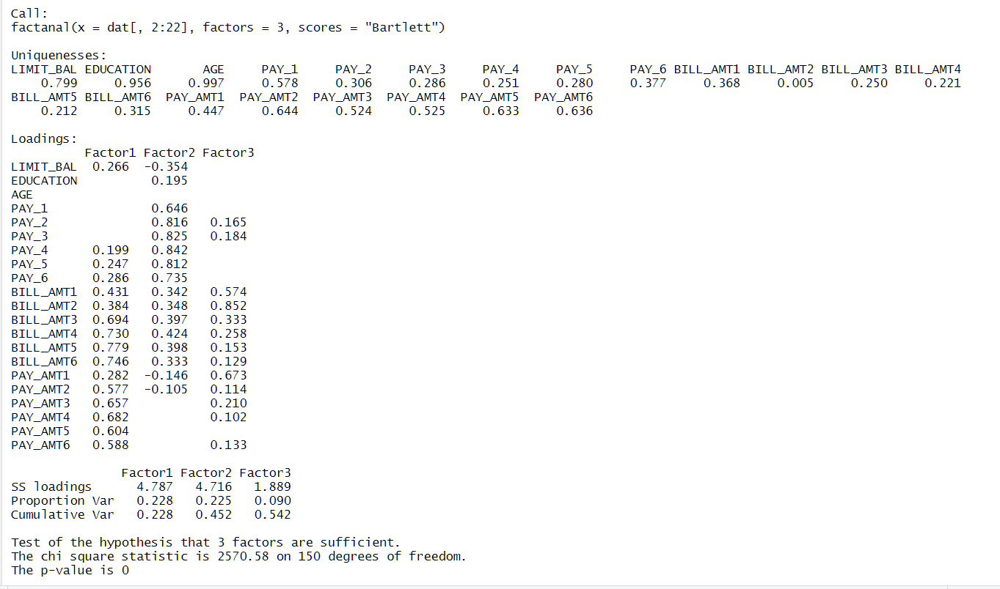 Call:
factanal(x = dat[, 2:22], factors = 3, scores = "Bartlett")
Uniquenesses:
LIMIT_BAL EDUCATION AGE PAY_1 PAY_2 PAY_3 PAY_4 PAY_5 PAY_6 BILL_AMT1 BILL_AMT2 BILL_AMT3 BILL_AMT4
0.799 0.956 0.997 0.578 0.306 0.286 0.251 0.280 0.377 0.368 0.005 0.250 0.221
BILL_AMT5 BILL_AMT6 PAY_AMT1 PAY_AMT2 PAY_AMT3 PAY_AMT4 PAY_AMT5 PAY_AMT6
0.212 0.315 0.447 0.644 0.524 0.525 0.633 0.636
Loadings:
Factor1 Factor2 Factor3
LIMIT_BAL 0.266 -0.354
EDUCATION 0.195
AGE
PAY_1 0.646
PAY_2 0.816 0.165
PAY_3 0.825 0.184
PAY_4 0.199 0.842
PAY_5 0.247 0.812
PAY_6 0.286 0.735
BILL_AMT1 0.431 0.342 0.574
BILL_AMT2 0.384 0.348 0.852
BILL_AMT3 0.694 0.397 0.333
BILL_AMT4 0.730 0.424 0.258
BILL_AMT5 0.779 0.398 0.153
BILL_AMT6 0.746 0.333 0.129
PAY_AMT1 0.282 -0.146 0.673
PAY_AMT2 0.577 -0.105 0.114
PAY_AMT3 0.657 0.210
PAY_AMT4 0.682 0.102
PAY_AMT5 0.604
PAY_AMT6 0.588 0.133
Factor1 Factor2 Factor3
SS loadings 4.787 4.716 1.889
Proportion Var 0.228 0.225 0.090
Cumulative Var 0.228 0.452 0.542
Test of the hypothesis that 3 factors are sufficient.
The chi square statistic is 2570.58 on 150 degrees of freedom.
The p-value is 0